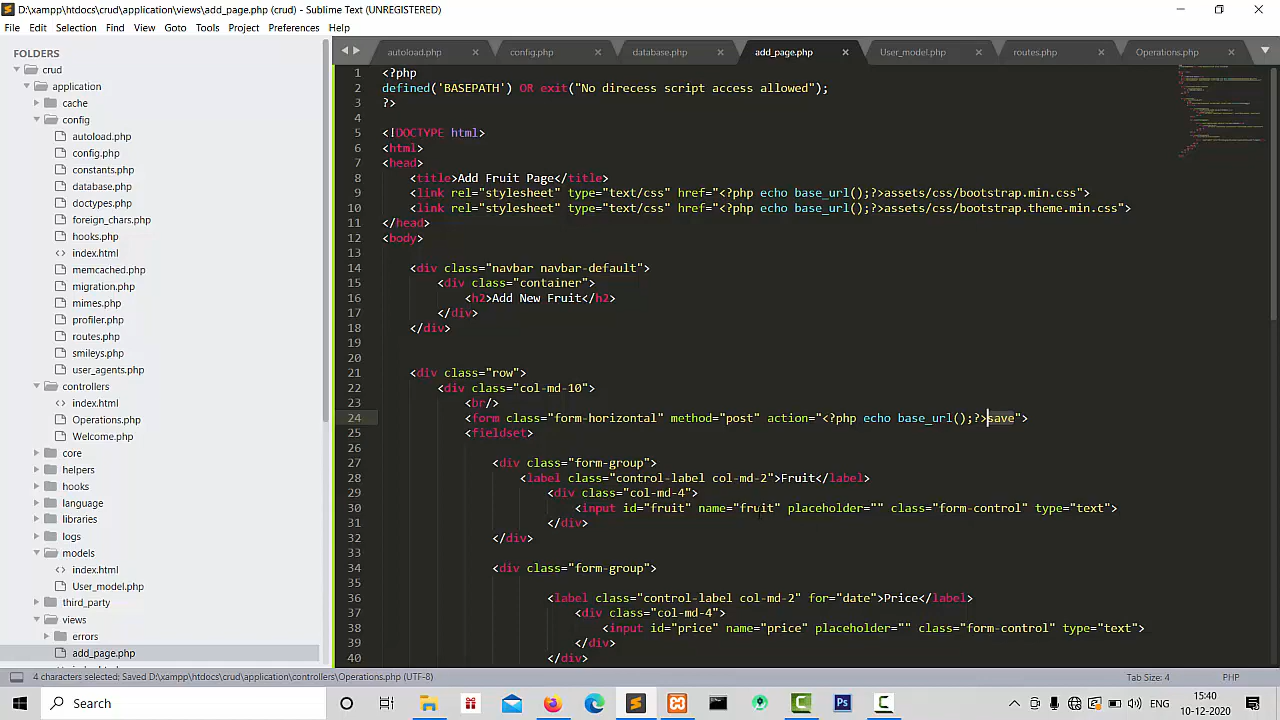 D:\xampp\htdocs\crud\application\views\add_page.php (crud) - Sublime Text (UNREGISTERED)
File Edit Selection Find View Goto Tools Project Preferences Help
FOLDERS
crud
application
cache
config
autoload.php
config.php
constants.php
database.php
doctypes.php
foreign_chars.php
hooks.php
index.html
memcached.php
migration.php
mimes.php
profiler.php
routes.php
smileys.php
user_agents.php
controllers
index.html
Operations.php
Welcome.php
core
helpers
hooks
language
libraries
logs
models
index.html
User_model.php
third_party
views
errors
add_page.php
autoload.php config.php database.php add_page.php User_model.php routes.php Operations.php
1 <?php
2 defined('BASEPATH') OR exit("No direcess script access allowed");
3 ?>
4
5 <!DOCTYPE html>
6 <html>
7 <head>
8 <title>Add Fruit Page</title>
9 <link rel="stylesheet" type="text/css" href="<?php echo base_url();?>assets/css/bootstrap.min.css">
10 <link rel="stylesheet" type="text/css" href="<?php echo base_url();?>assets/css/bootstrap.theme.min.css">
11 </head>
12 <body>
13
14 <div class="navbar navbar-default">
15 <div class="container">
16 <h2>Add New Fruit</h2>
17 </div>
18 </div>
19
20
21 <div class="row">
22 <div class="col-md-10">
23 <br/>
24 <form class="form-horizontal" method="post" action="<?php echo base_url();?>save">
25 <fieldset>
26
27 <div class="form-group">
28 <label class="control-label col-md-2">Fruit</label>
29 <div class="col-md-4">
30 <input id="fruit" name="fruit" placeholder="" class="form-control" type="text">
31 </div>
32 </div>
33
34 <div class="form-group">
35
36 <label class="control-label col-md-2" for="date">Price</label>
37 <div class="col-md-4">
38 <input id="price" name="price" placeholder="" class="form-control" type="text">
39 </div>
40 </div>
4 characters selected: Saved D:\xampp\htdocs\crud\application\controllers\Operations.php (UTF-8)
Tab Size: 4 PHP
Search
Ps
ENG
15:40
10-12-2020